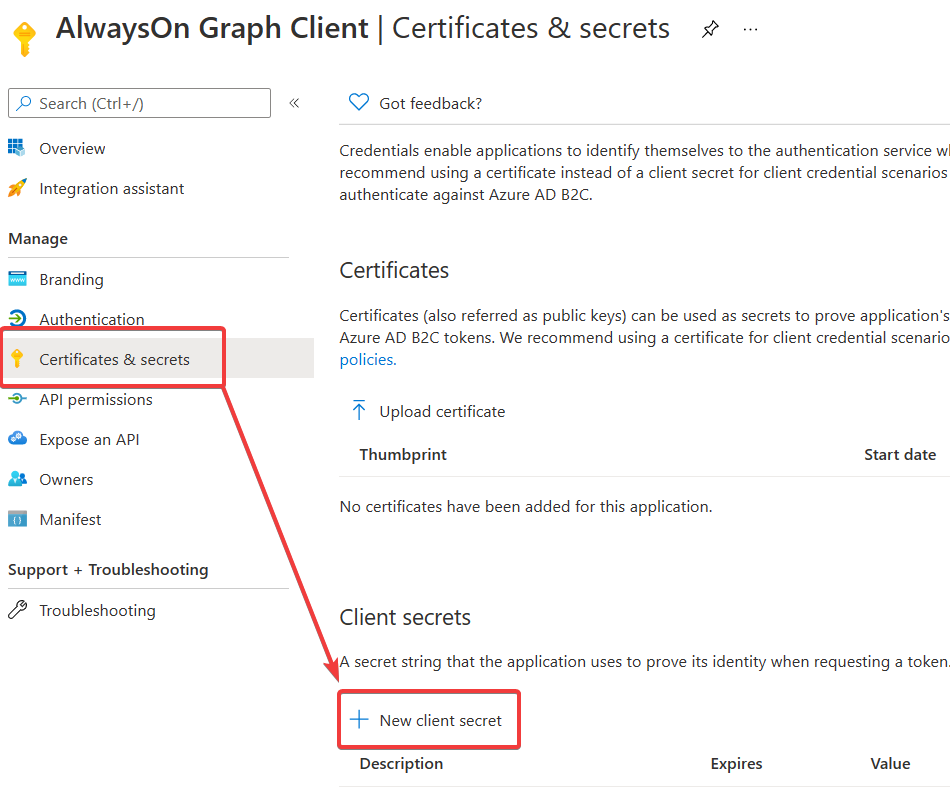 AlwaysOn Graph Client | Certificates & secrets
Search (Ctrl+/)
Overview
Integration assistant
Manage
Branding
Authentication
Certificates & secrets
API permissions
Expose an API
Owners
Manifest
Support + Troubleshooting
Troubleshooting
Got feedback?
Credentials enable applications to identify themselves to the authentication service
recommend using a certificate instead of a client secret for client credential scenarios
authenticate against Azure AD B2C.
Certificates
Certificates (also referred as public keys) can be used as secrets to prove application's
Azure AD B2C tokens. We recommend using a certificate for client credential scenario
policies.
Upload certificate
Thumbprint Start date
No certificates have been added for this application.
Client secrets
A secret string that the application uses to prove its identity when requesting a token.
New client secret
Description Expires Value